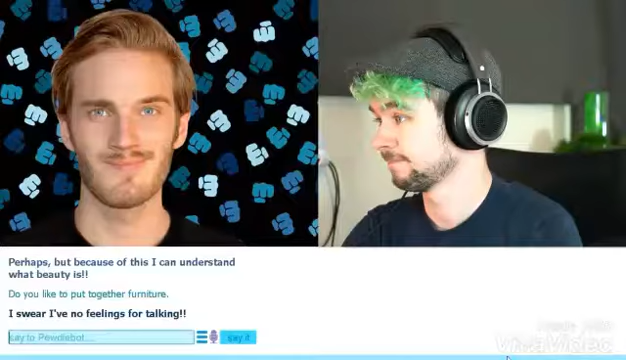 Perhaps, but because of this I can understand
what beauty is!!
Do you like to put together furniture.
I swear I've no feelings for talking!!
say to Pewdiebot...
say it
VivaVideo